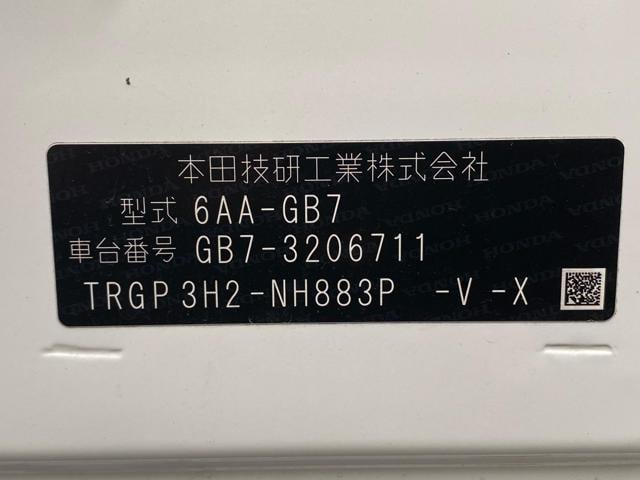 本田技研工業株式会社
型式 6AA-GB7
車台番号 GB7-3206711
TRGP 3H2-NH883P -V -X